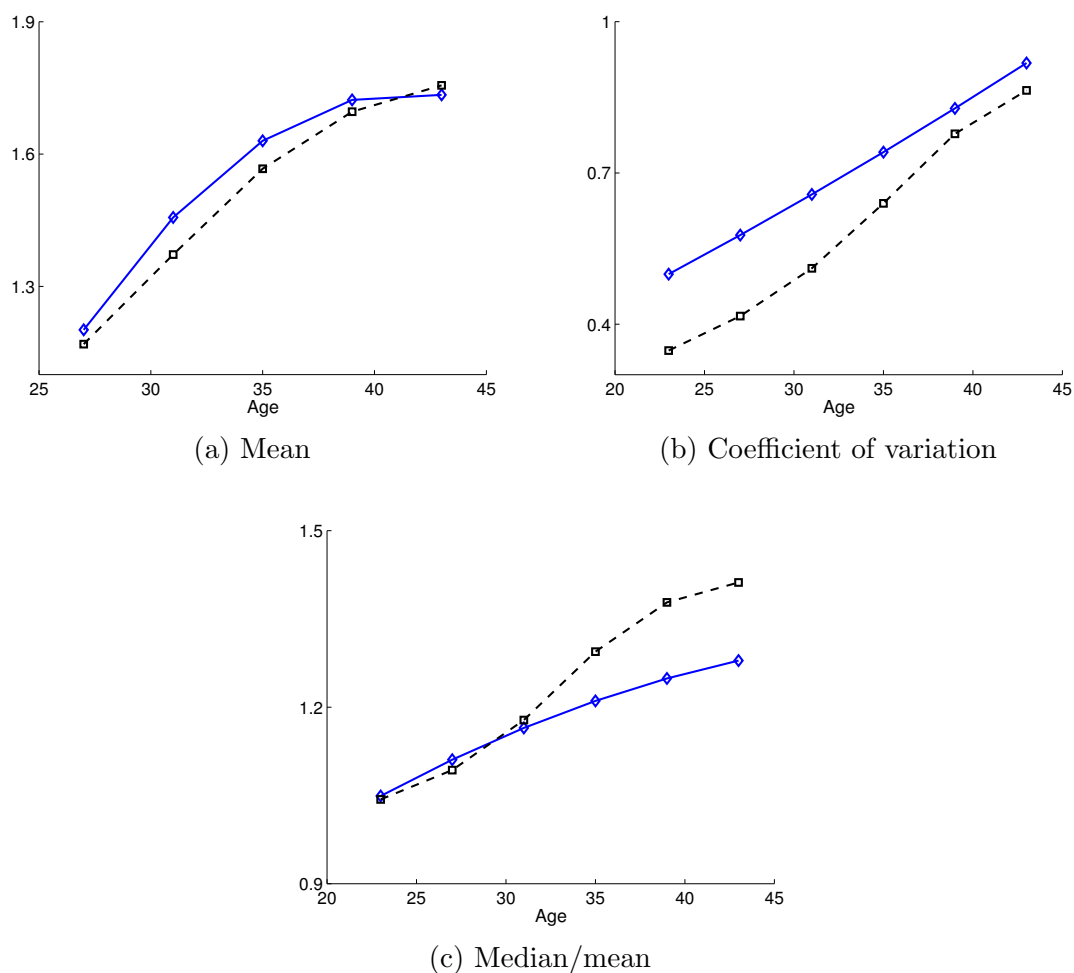 1.9
1.6
1.3
25 30 35 40 45
Age
(a) Mean
1
0.7
0.4
20 25 30 35 40 45
Age
(b) Coefficient of variation
1.5
1.2
0.9
20 25 30 35 40 45
Age
(c) Median/mean